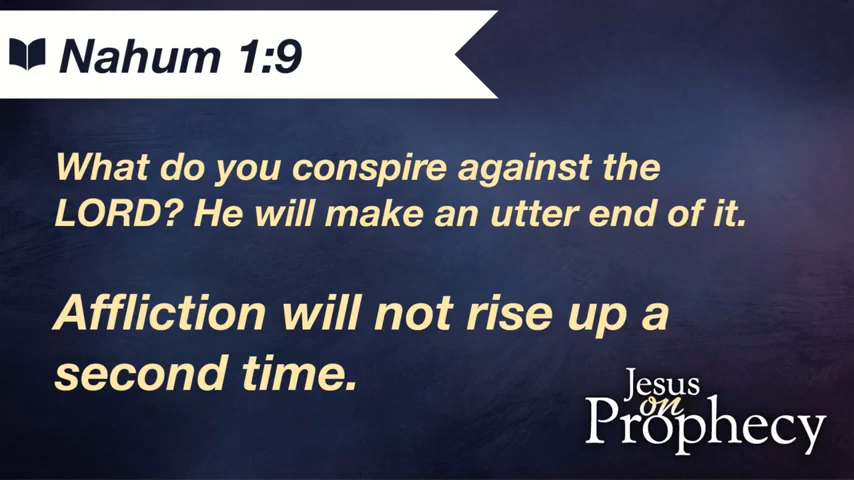 Nahum 1:9
What do you conspire against the
LORD? He will make an utter end of it.
Affliction will not rise up a
second time.
Jesus
on
Prophecy